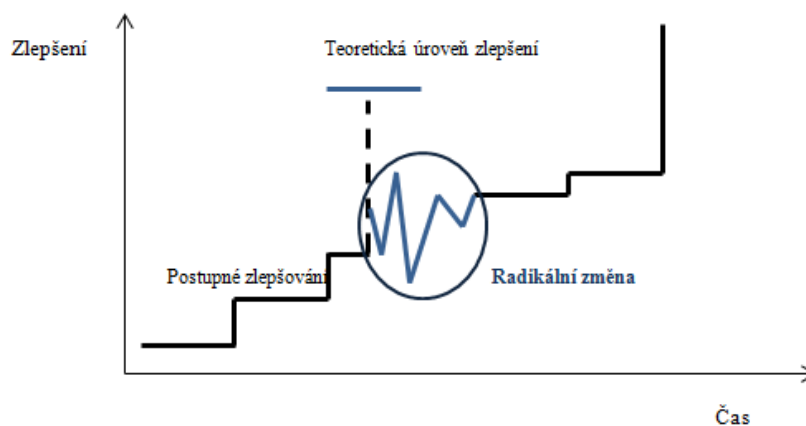 Zlepšení
Teoretická úroveň zlepšení
Postupné zlepšování
Radikální změna
Čas